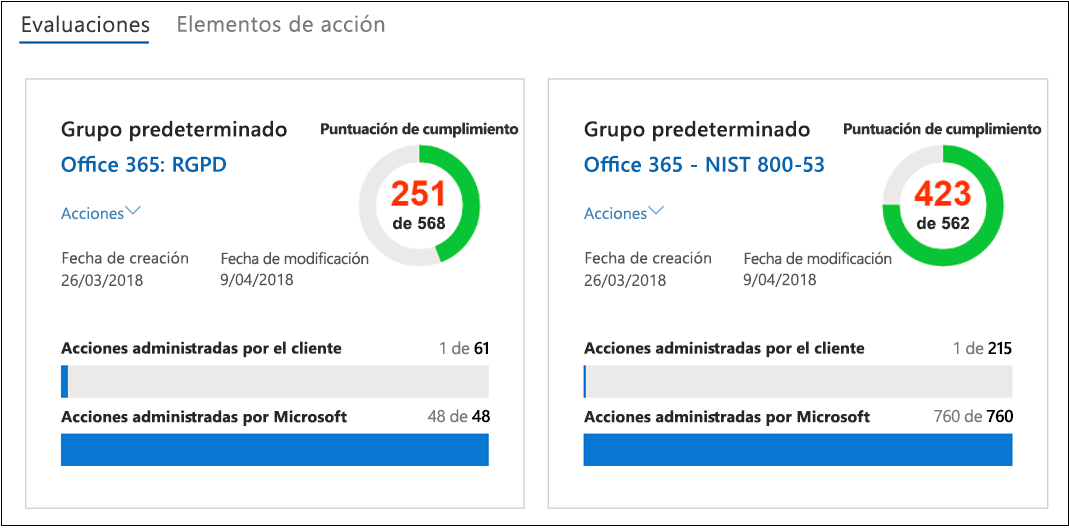 Evaluaciones Elementos de acción
Grupo predeterminado Puntuación de cumplimiento
Office 365: RGPD
251
de 568
Acciones
Fecha de creación Fecha de modificación
26/03/2018 9/04/2018
Acciones administradas por el cliente 1 de 61
Acciones administradas por Microsoft 48 de 48
Grupo predeterminado Puntuación de cumplimiento
Office 365 - NIST 800-53
423
de 562
Acciones
Fecha de creación Fecha de modificación
26/03/2018 9/04/2018
Acciones administradas por el cliente 1 de 215
Acciones administradas por Microsoft 760 de 760